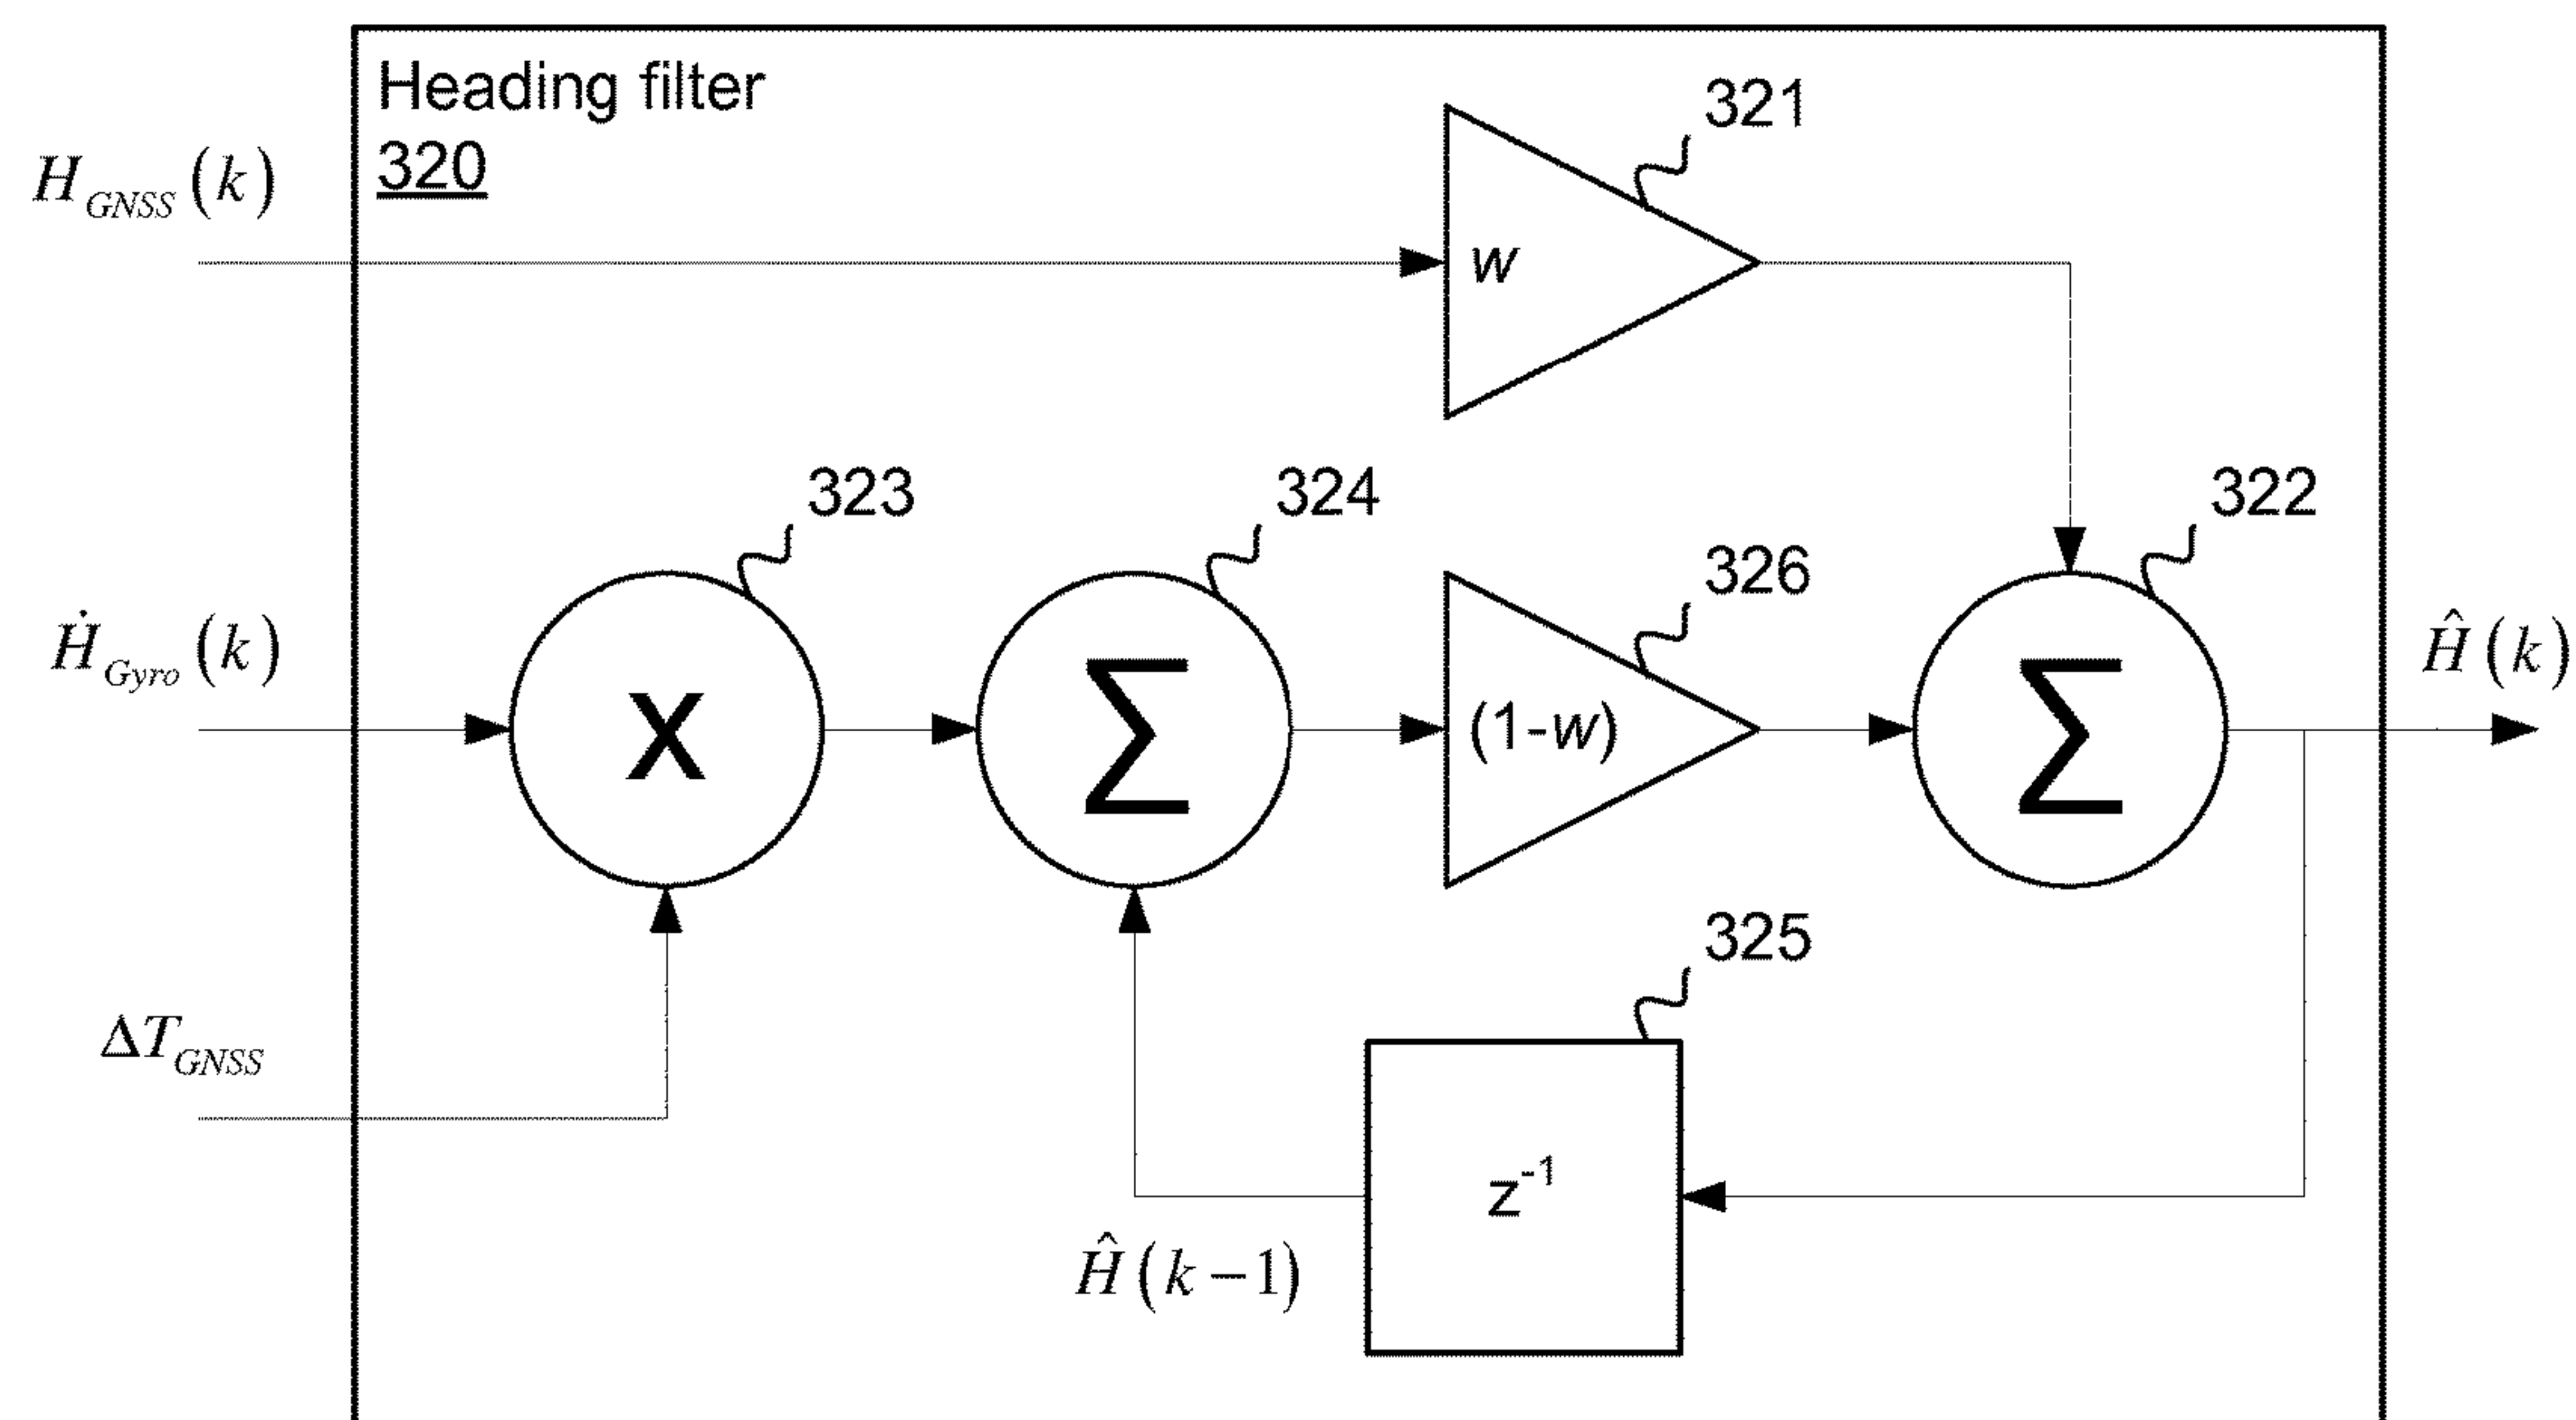 Heading filter
320
321
H_GNSS (k)
w
323
324
322
326
Ḣ_Gyro (k)
X
Σ
(1-w)
Σ
Ĥ (k)
325
ΔT_GNSS
z^-1
Ĥ (k−1)